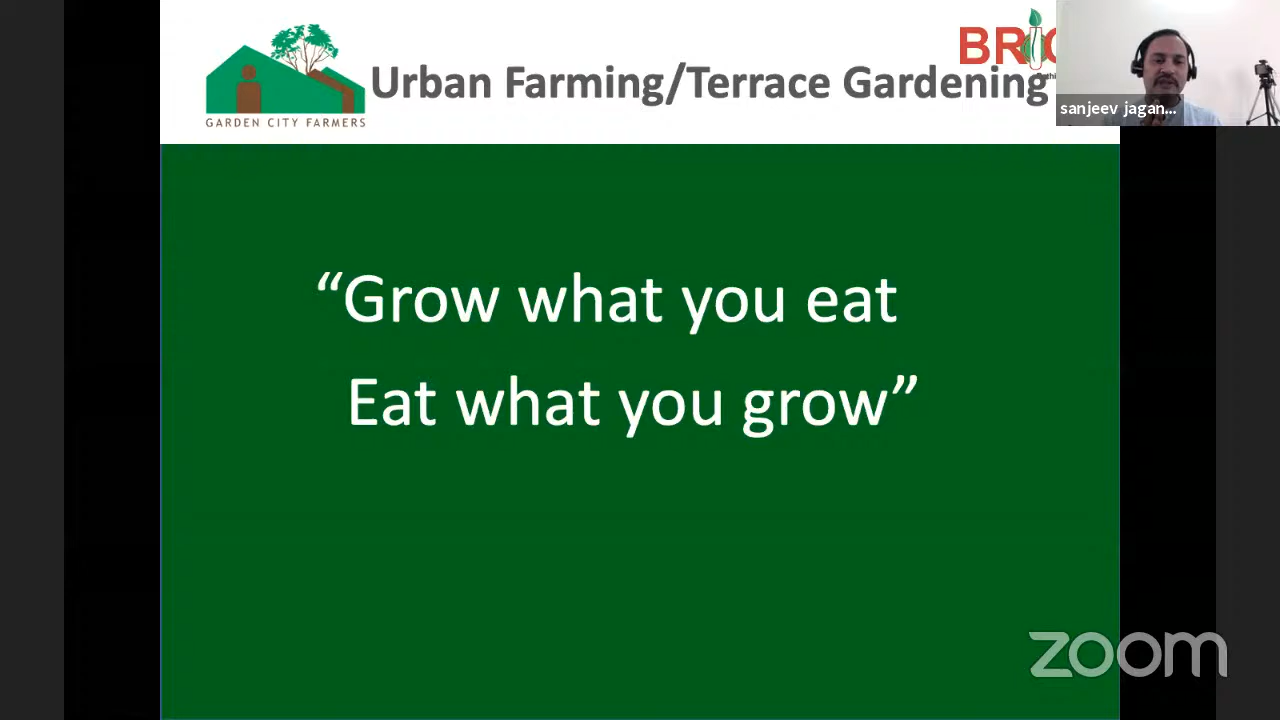 Urban Farming/Terrace Gardening
GARDEN CITY FARMERS
sanjeev jagan...
“Grow what you eat
Eat what you grow”
zoom